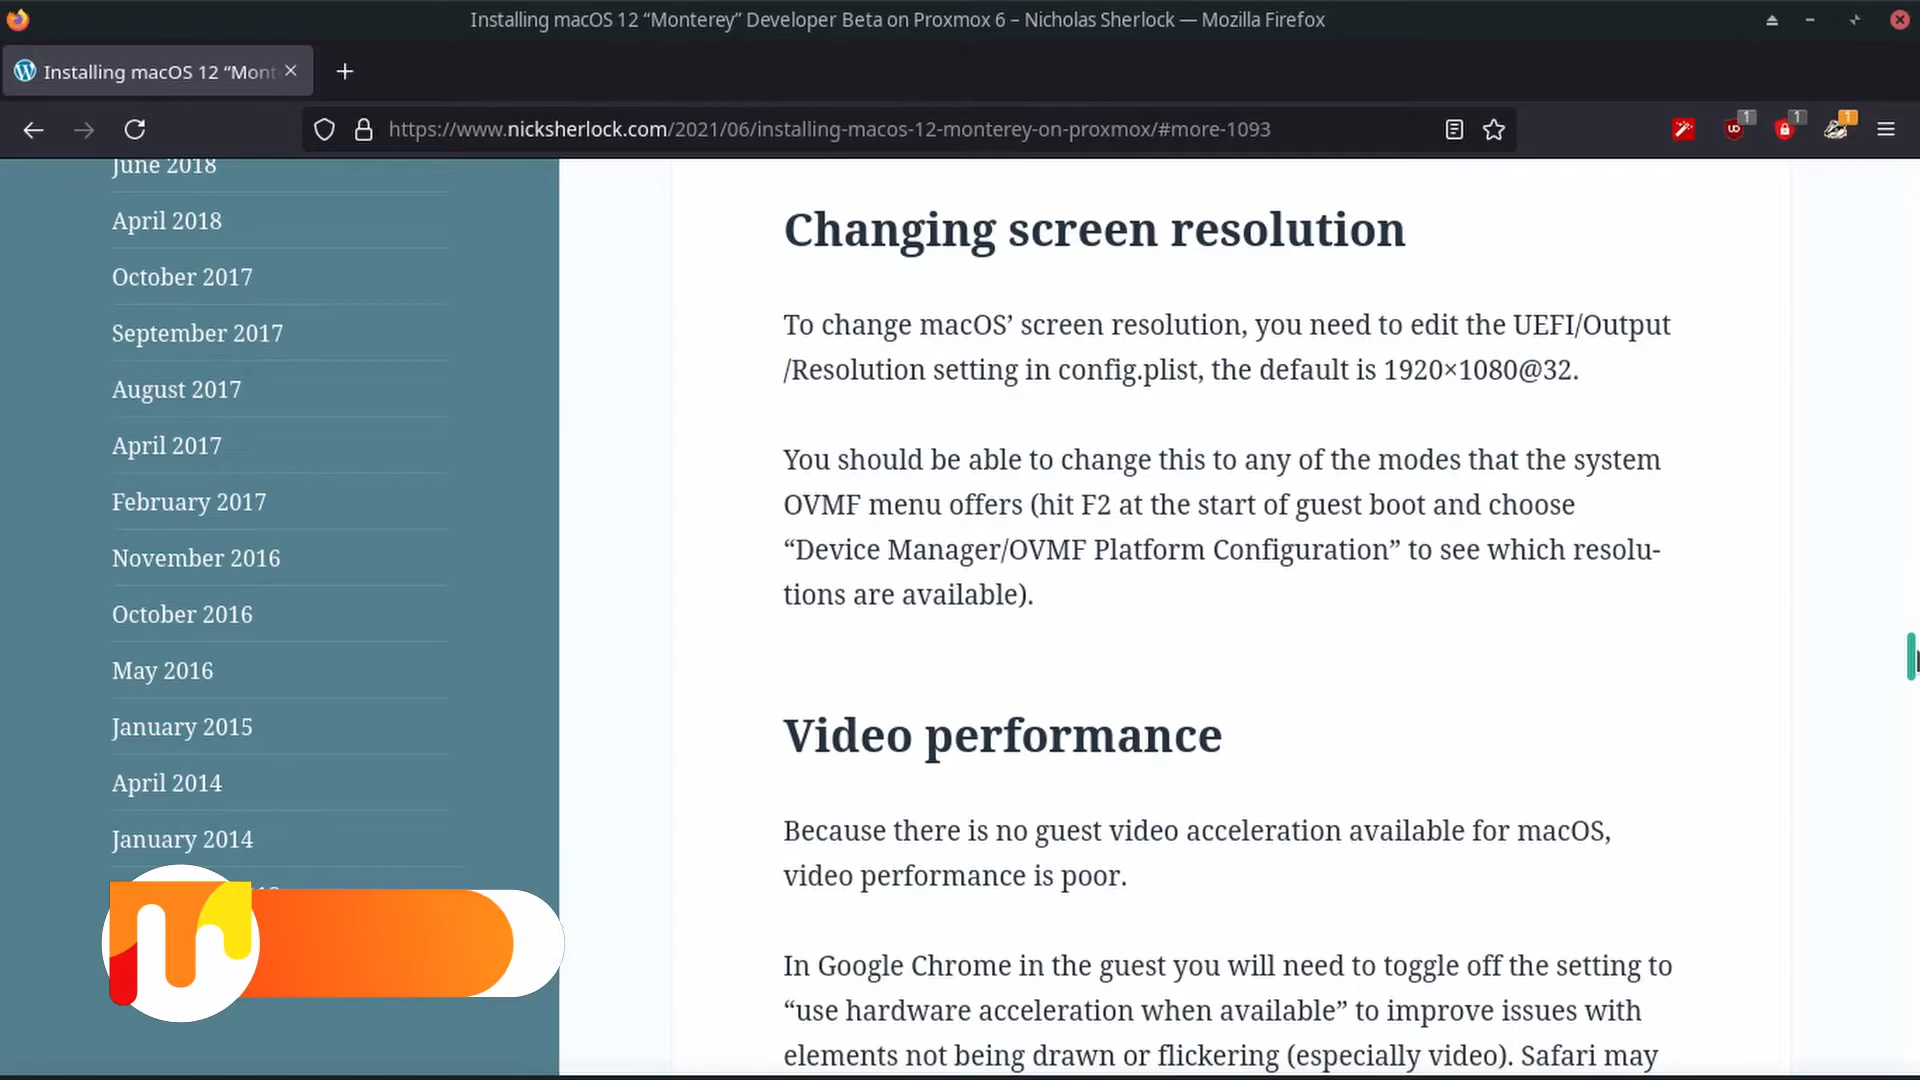 Installing macOS 12 “Monterey” Developer Beta on Proxmox 6 – Nicholas Sherlock — Mozilla Firefox
Installing macOS 12 “Mont
https://www.nicksherlock.com/2021/06/installing-macos-12-monterey-on-proxmox/#more-1093
1
1
1
June 2018
April 2018
October 2017
September 2017
August 2017
April 2017
February 2017
November 2016
October 2016
May 2016
January 2015
April 2014
January 2014
Changing screen resolution
To change macOS’ screen resolution, you need to edit the UEFI/Output
/Resolution setting in config.plist, the default is 1920×1080@32.
You should be able to change this to any of the modes that the system
OVMF menu offers (hit F2 at the start of guest boot and choose
“Device Manager/OVMF Platform Configuration” to see which resolu-
tions are available).
Video performance
Because there is no guest video acceleration available for macOS,
video performance is poor.
In Google Chrome in the guest you will need to toggle off the setting to
“use hardware acceleration when available” to improve issues with
elements not being drawn or flickering (especially video). Safari may